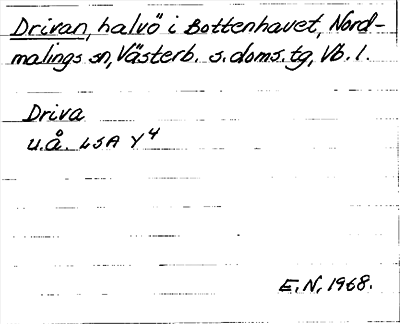 Drivan, halvö i Bottenhavet, Nord-
malings sn, Västerb. s. doms. tg, Vb. l.
Driva
u.å. LSA Y4
E.N, 1968.